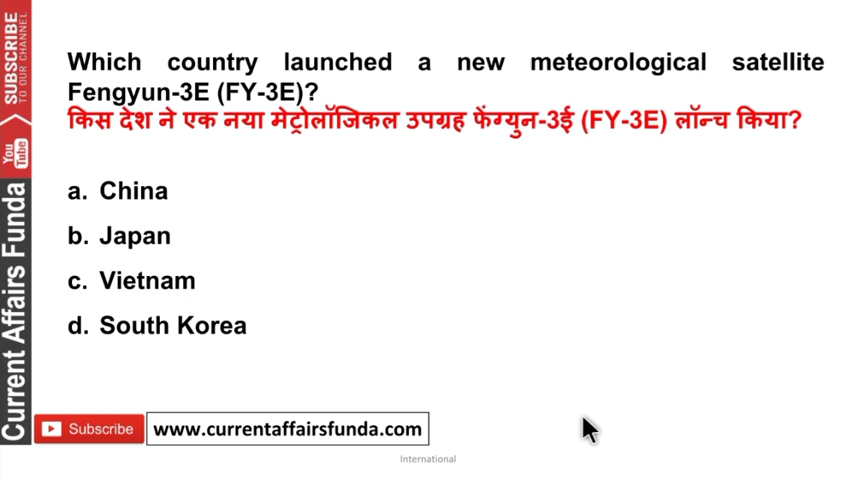 Which country launched a new meteorological satellite
Fengyun-3E (FY-3E)?
किस देश ने एक नया मेट्रोलॉजिकल उपग्रह फेंग्युन-3ई (FY-3E) लॉन्च किया?
a. China
b. Japan
c. Vietnam
d. South Korea
Subscribe
www.currentaffairsfunda.com
International
SUBSCRIBE
TO OUR CHANNEL
You
Tube
Current Affairs Funda